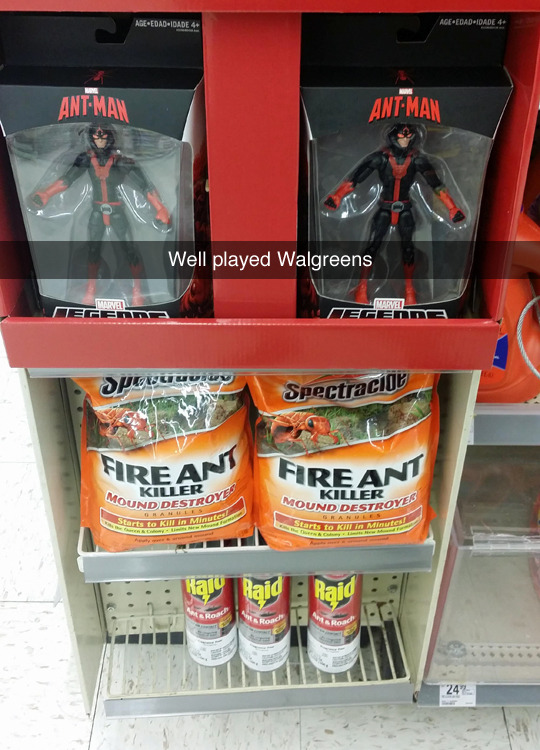 AGE•EDAD•IDADE 4+
AGE•EDAD•IDADE 4+
MARVEL
ANT-MAN
MARVEL
ANT-MAN
Well played Walgreens
MARVEL
LEGENDS
MARVEL
LEGENDS
Spectracide
FIRE ANT
KILLER
MOUND DESTROYER
GRANULES
Starts to Kill in Minutes!
Spectracide
FIRE ANT
KILLER
MOUND DESTROYER
GRANULES
Starts to Kill in Minutes!
Raid
Ant & Roach
Raid
Ant & Roach
Raid
Ant & Roach
24